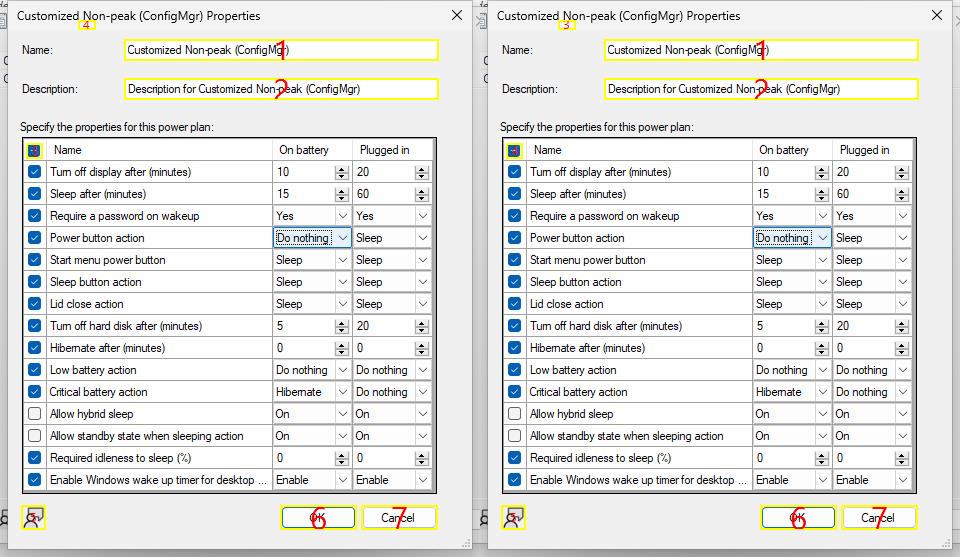 Customized Non-peak (ConfigMgr) Properties
4
Name: Customized Non-peak (ConfigMgr) 1
Description: Description for Customized Non-peak (ConfigMgr) 2
Specify the properties for this power plan:
Name On battery Plugged in
Turn off display after (minutes) 10 20
Sleep after (minutes) 15 60
Require a password on wakeup Yes Yes
Power button action Do nothing Sleep
Start menu power button Sleep Sleep
Sleep button action Sleep Sleep
Lid close action Sleep Sleep
Turn off hard disk after (minutes) 5 20
Hibernate after (minutes) 0 0
Low battery action Do nothing Do nothing
Critical battery action Hibernate Do nothing
Allow hybrid sleep On On
Allow standby state when sleeping action On On
Required idleness to sleep (%) 0 0
Enable Windows wake up timer for desktop ... Enable Enable
OK 6 Cancel 7
Customized Non-peak (ConfigMgr) Properties
3
Name: Customized Non-peak (ConfigMgr) 1
Description: Description for Customized Non-peak (ConfigMgr) 2
Specify the properties for this power plan:
Name On battery Plugged in
Turn off display after (minutes) 10 20
Sleep after (minutes) 15 60
Require a password on wakeup Yes Yes
Power button action Do nothing Sleep
Start menu power button Sleep Sleep
Sleep button action Sleep Sleep
Lid close action Sleep Sleep
Turn off hard disk after (minutes) 5 20
Hibernate after (minutes) 0 0
Low battery action Do nothing Do nothing
Critical battery action Hibernate Do nothing
Allow hybrid sleep On On
Allow standby state when sleeping action On On
Required idleness to sleep (%) 0 0
Enable Windows wake up timer for desktop ... Enable Enable
OK 6 Cancel 7